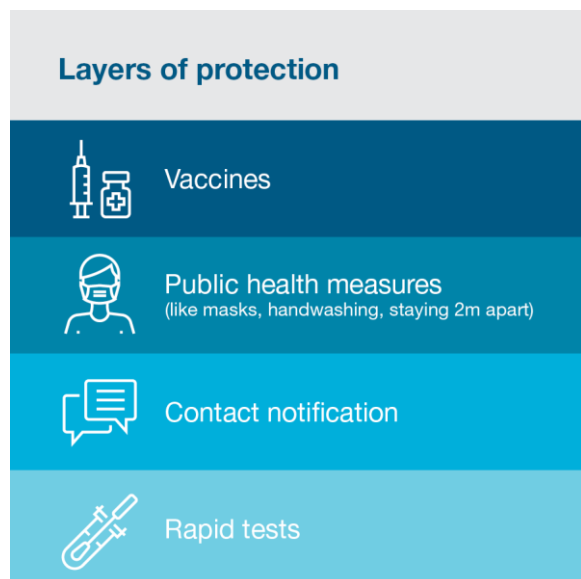 Layers of protection
Vaccines
Public health measures
(like masks, handwashing, staying 2m apart)
Contact notification
Rapid tests